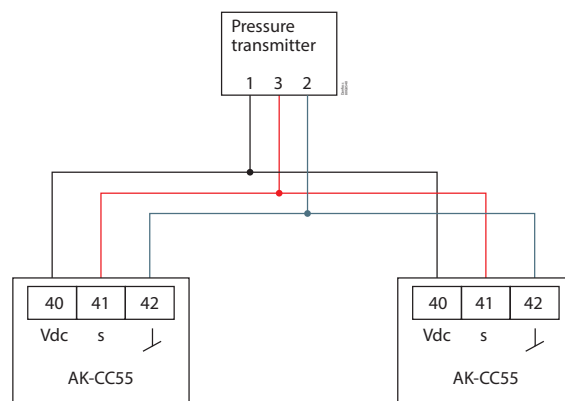 Pressure
transmitter
1 3 2
40 41 42
Vdc s
AK-CC55
40 41 42
Vdc s
AK-CC55